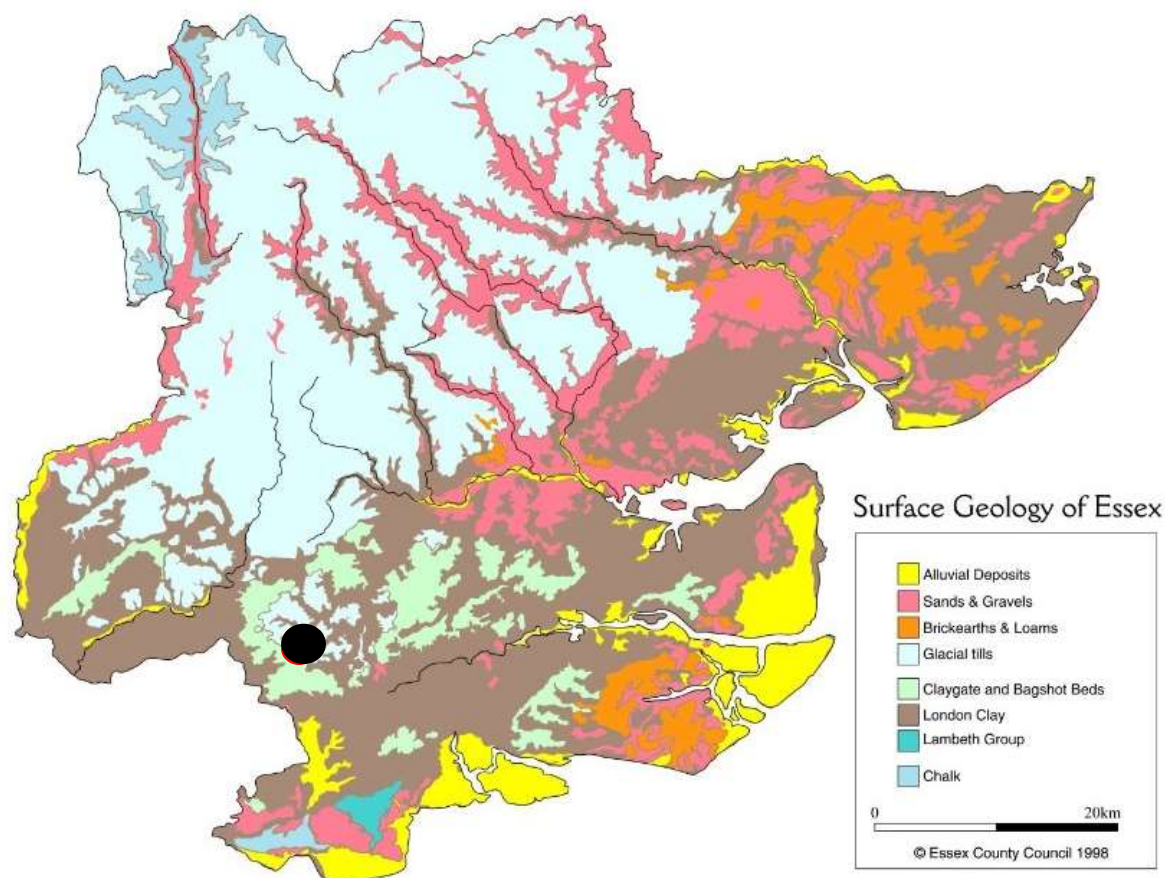 Surface Geology of Essex
Alluvial Deposits
Sands & Gravels
Brickearths & Loams
Glacial tills
Claygate and Bagshot Beds
London Clay
Lambeth Group
Chalk
0 20km
© Essex County Council 1998